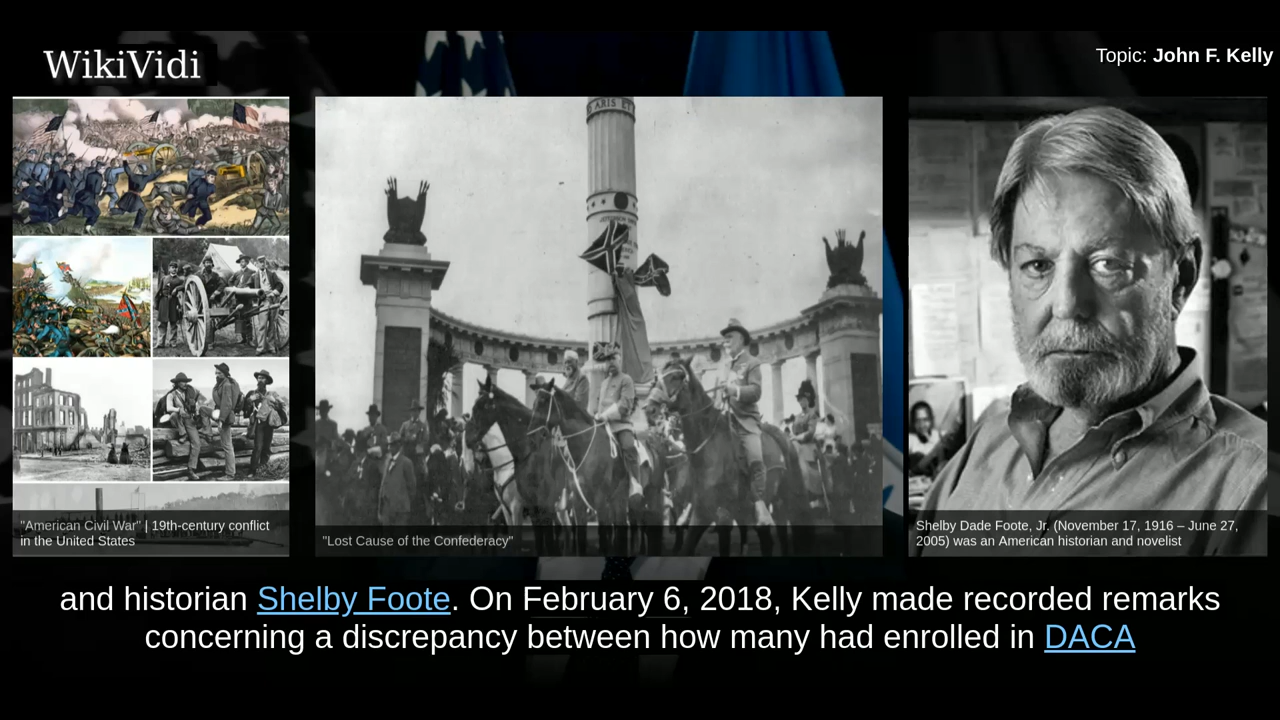 WikiVidi
Topic: John F. Kelly
"American Civil War" | 19th-century conflict
in the United States
"Lost Cause of the Confederacy"
Shelby Dade Foote, Jr. (November 17, 1916 – June 27,
2005) was an American historian and novelist
and historian Shelby Foote. On February 6, 2018, Kelly made recorded remarks
concerning a discrepancy between how many had enrolled in DACA